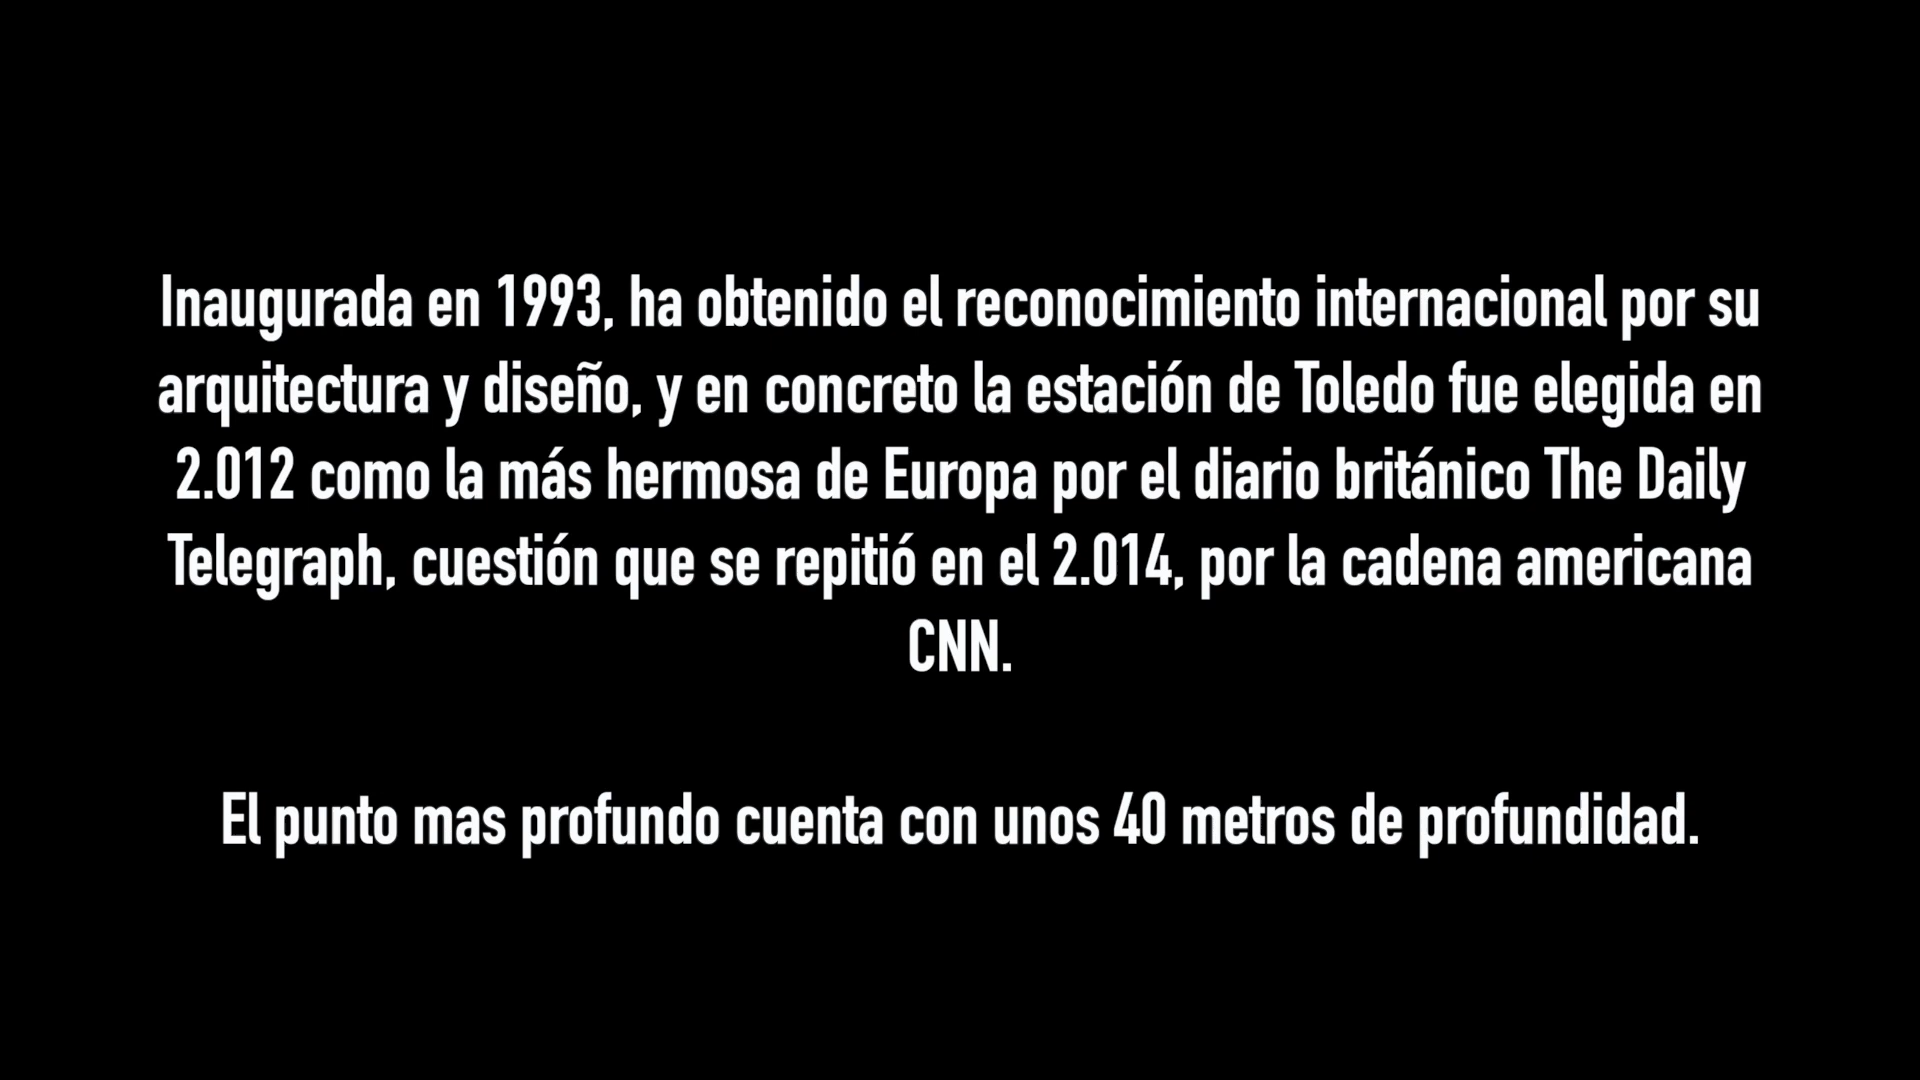 Inaugurada en 1993, ha obtenido el reconocimiento internacional por su
arquitectura y diseño, y en concreto la estación de Toledo fue elegida en
2.012 como la más hermosa de Europa por el diario británico The Daily
Telegraph, cuestión que se repitió en el 2.014, por la cadena americana
CNN.
El punto mas profundo cuenta con unos 40 metros de profundidad.